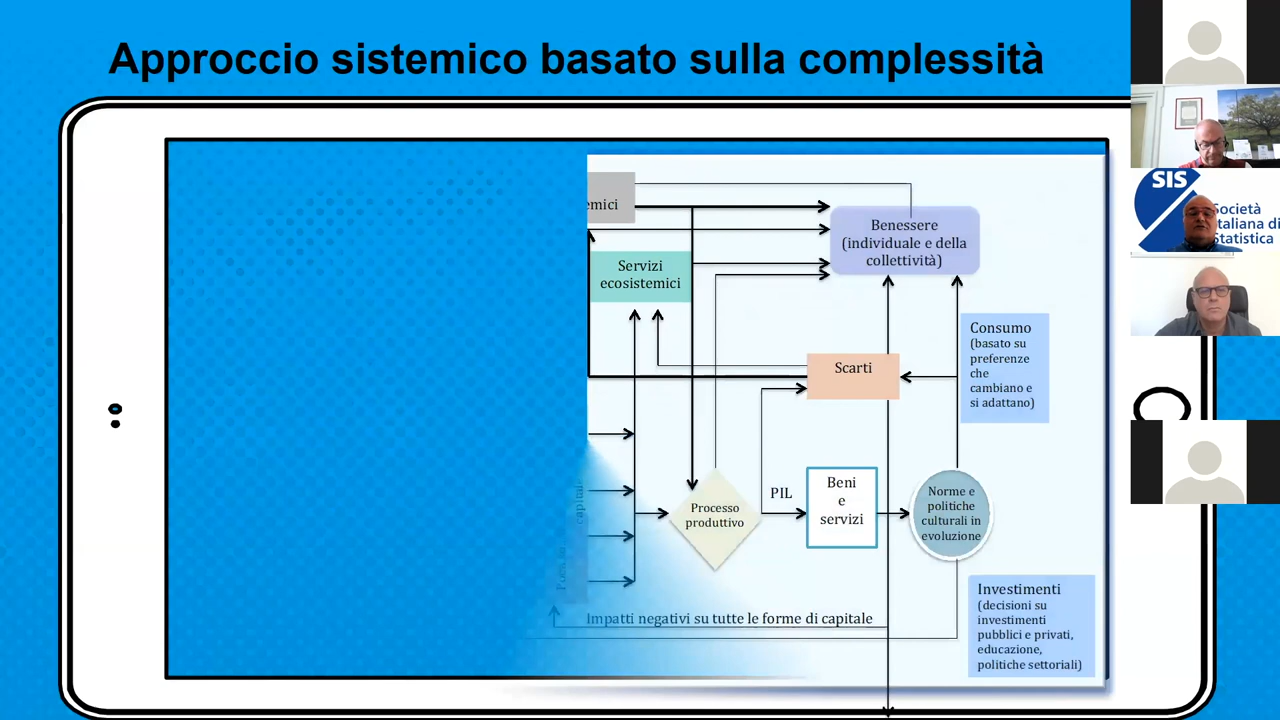 Approccio sistemico basato sulla complessità
emici
Servizi
ecosistemici
Benessere
(individuale e della
collettività)
Consumo
(basato su
preferenze
che
cambiano e
si adattano)
Scarti
capitale
Processo
produttivo
PIL
Beni
e
servizi
Norme e
politiche
culturali in
evoluzione
Impatti negativi su tutte le forme di capitale
Investimenti
(decisioni su
investimenti
pubblici e privati,
educazione,
politiche settoriali)
SIS
Società
Italiana di
Statistica